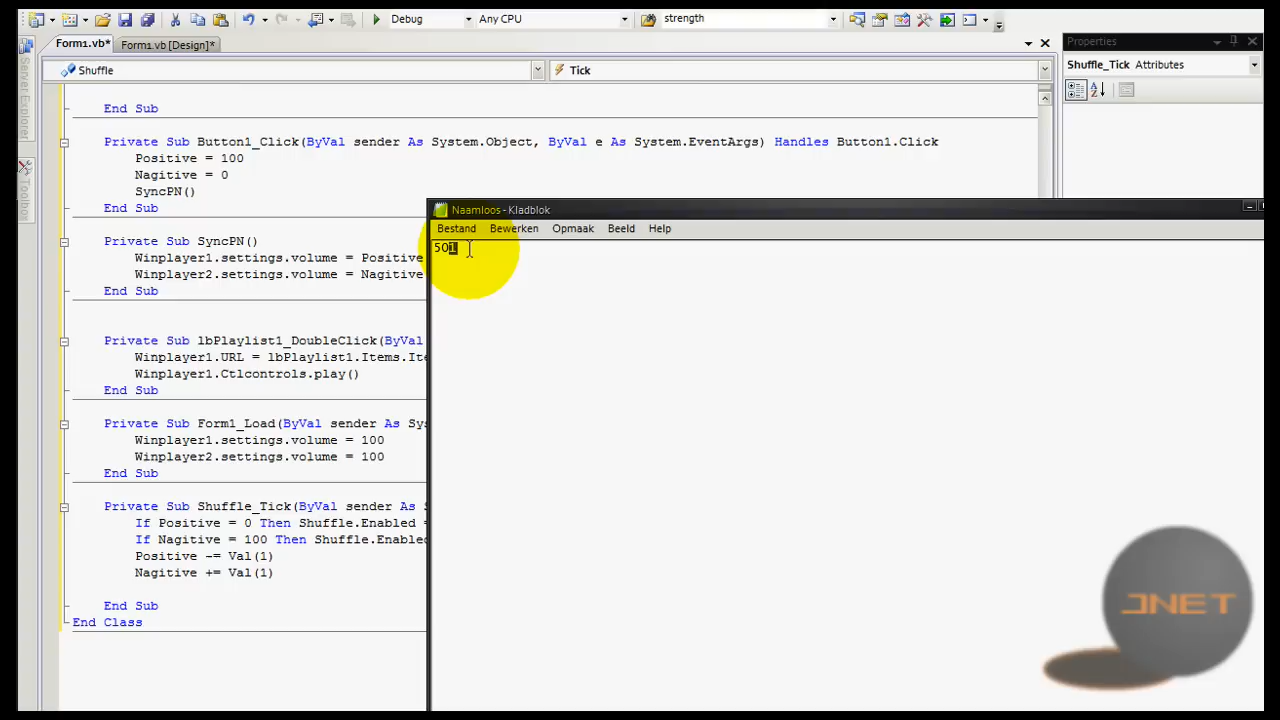 Debug
Any CPU
strength
Form1.vb*
Form1.vb [Design]*
Properties
Shuffle
Tick
Shuffle_Tick Attributes
Server Explorer
Toolbox
End Sub
Private Sub Button1_Click(ByVal sender As System.Object, ByVal e As System.EventArgs) Handles Button1.Click
Positive = 100
Nagitive = 0
SyncPN()
End Sub
Private Sub SyncPN()
Winplayer1.settings.volume = Positive
Winplayer2.settings.volume = Nagitive
End Sub
Private Sub lbPlaylist1_DoubleClick(ByVal
Winplayer1.URL = lbPlaylist1.Items.Ite
Winplayer1.Ctlcontrols.play()
End Sub
Private Sub Form1_Load(ByVal sender As Sys
Winplayer1.settings.volume = 100
Winplayer2.settings.volume = 100
End Sub
Private Sub Shuffle_Tick(ByVal sender As S
If Positive = 0 Then Shuffle.Enabled =
If Nagitive = 100 Then Shuffle.Enabled
Positive -= Val(1)
Nagitive += Val(1)
End Sub
End Class
Naamloos - Kladblok
Bestand Bewerken Opmaak Beeld Help
501
JNET